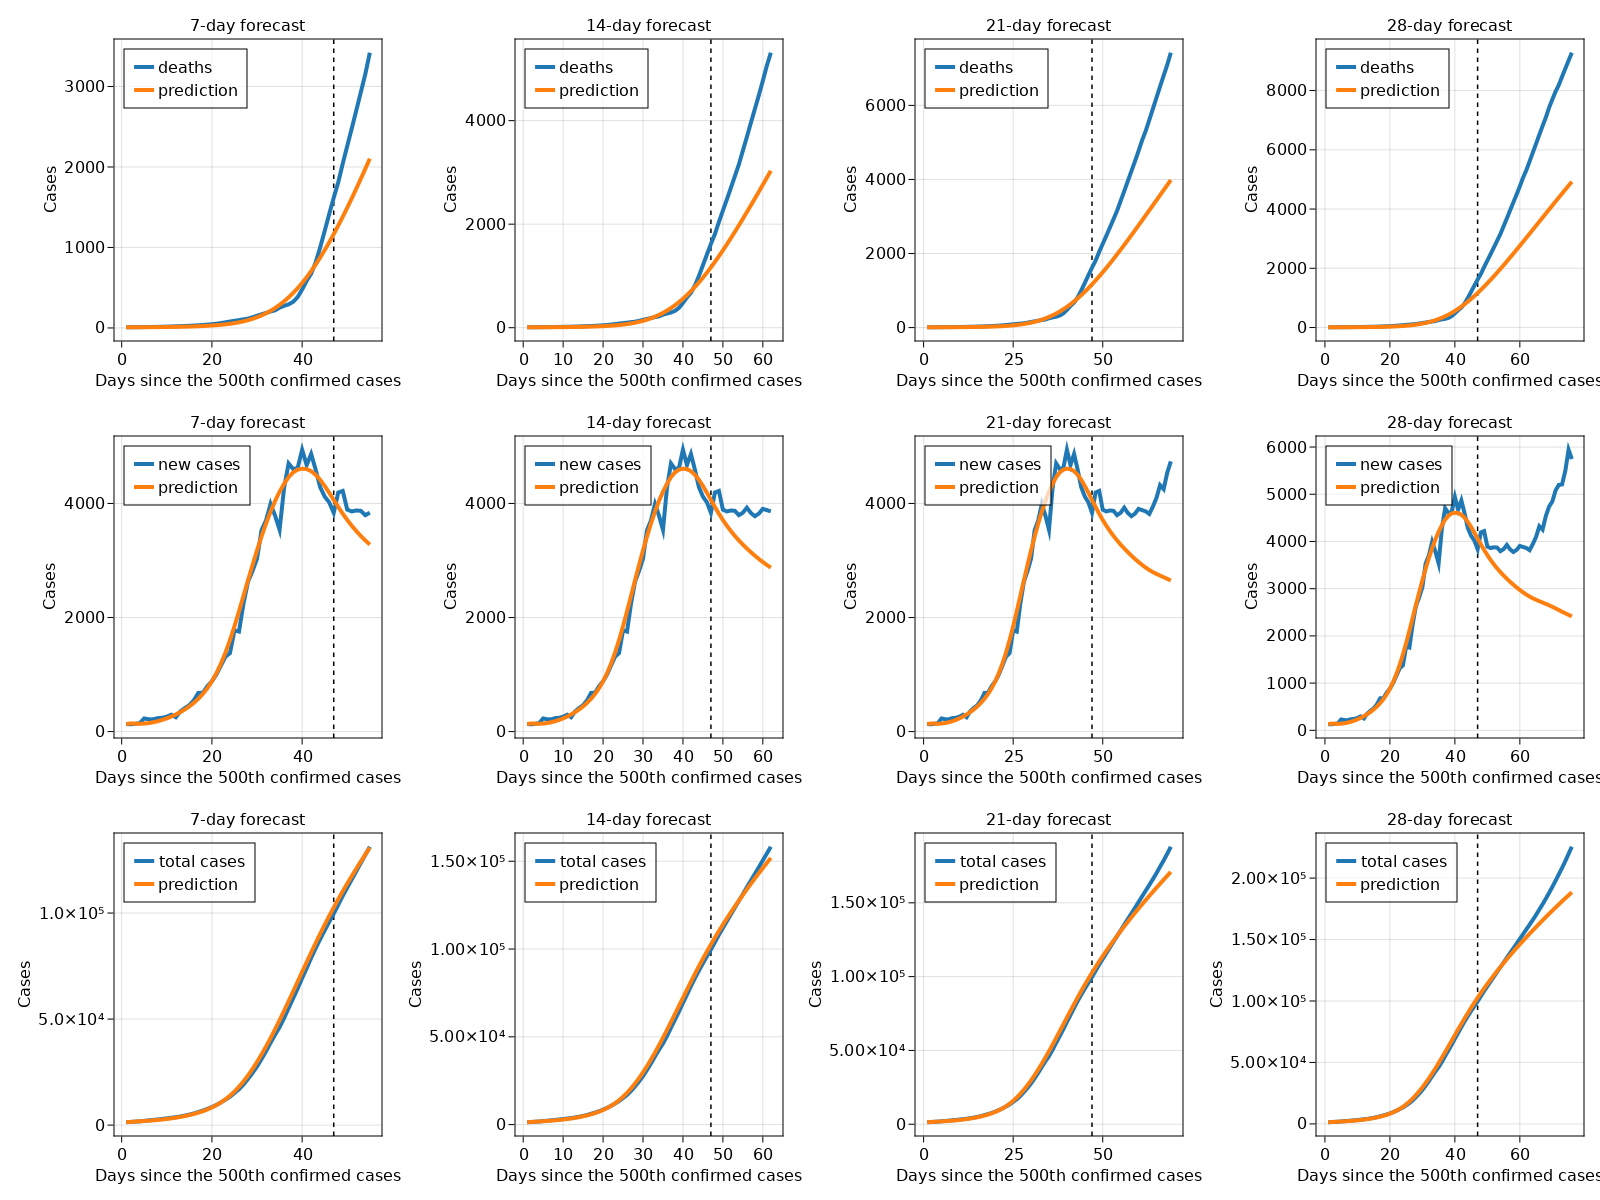 7-day forecast
14-day forecast
21-day forecast
28-day forecast
deaths
prediction
Cases
3000
2000
1000
0
0 20 40
Days since the 500th confirmed cases
deaths
prediction
Cases
4000
2000
0
0 10 20 30 40 50 60
Days since the 500th confirmed cases
deaths
prediction
Cases
6000
4000
2000
0
0 25 50
Days since the 500th confirmed cases
deaths
prediction
Cases
8000
6000
4000
2000
0
0 20 40 60
Days since the 500th confirmed cases
7-day forecast
14-day forecast
21-day forecast
28-day forecast
new cases
prediction
Cases
4000
2000
0
0 20 40
Days since the 500th confirmed cases
new cases
prediction
Cases
4000
2000
0
0 10 20 30 40 50 60
Days since the 500th confirmed cases
new cases
prediction
Cases
4000
2000
0
0 25 50
Days since the 500th confirmed cases
new cases
prediction
Cases
6000
5000
4000
3000
2000
1000
0
0 20 40 60
Days since the 500th confirmed cases
7-day forecast
14-day forecast
21-day forecast
28-day forecast
total cases
prediction
Cases
1.0×10⁵
5.0×10⁴
0
0 20 40
Days since the 500th confirmed cases
total cases
prediction
Cases
1.50×10⁵
1.00×10⁵
5.00×10⁴
0
0 10 20 30 40 50 60
Days since the 500th confirmed cases
total cases
prediction
Cases
1.50×10⁵
1.00×10⁵
5.00×10⁴
0
0 25 50
Days since the 500th confirmed cases
total cases
prediction
Cases
2.00×10⁵
1.50×10⁵
1.00×10⁵
5.00×10⁴
0
0 20 40 60
Days since the 500th confirmed cases